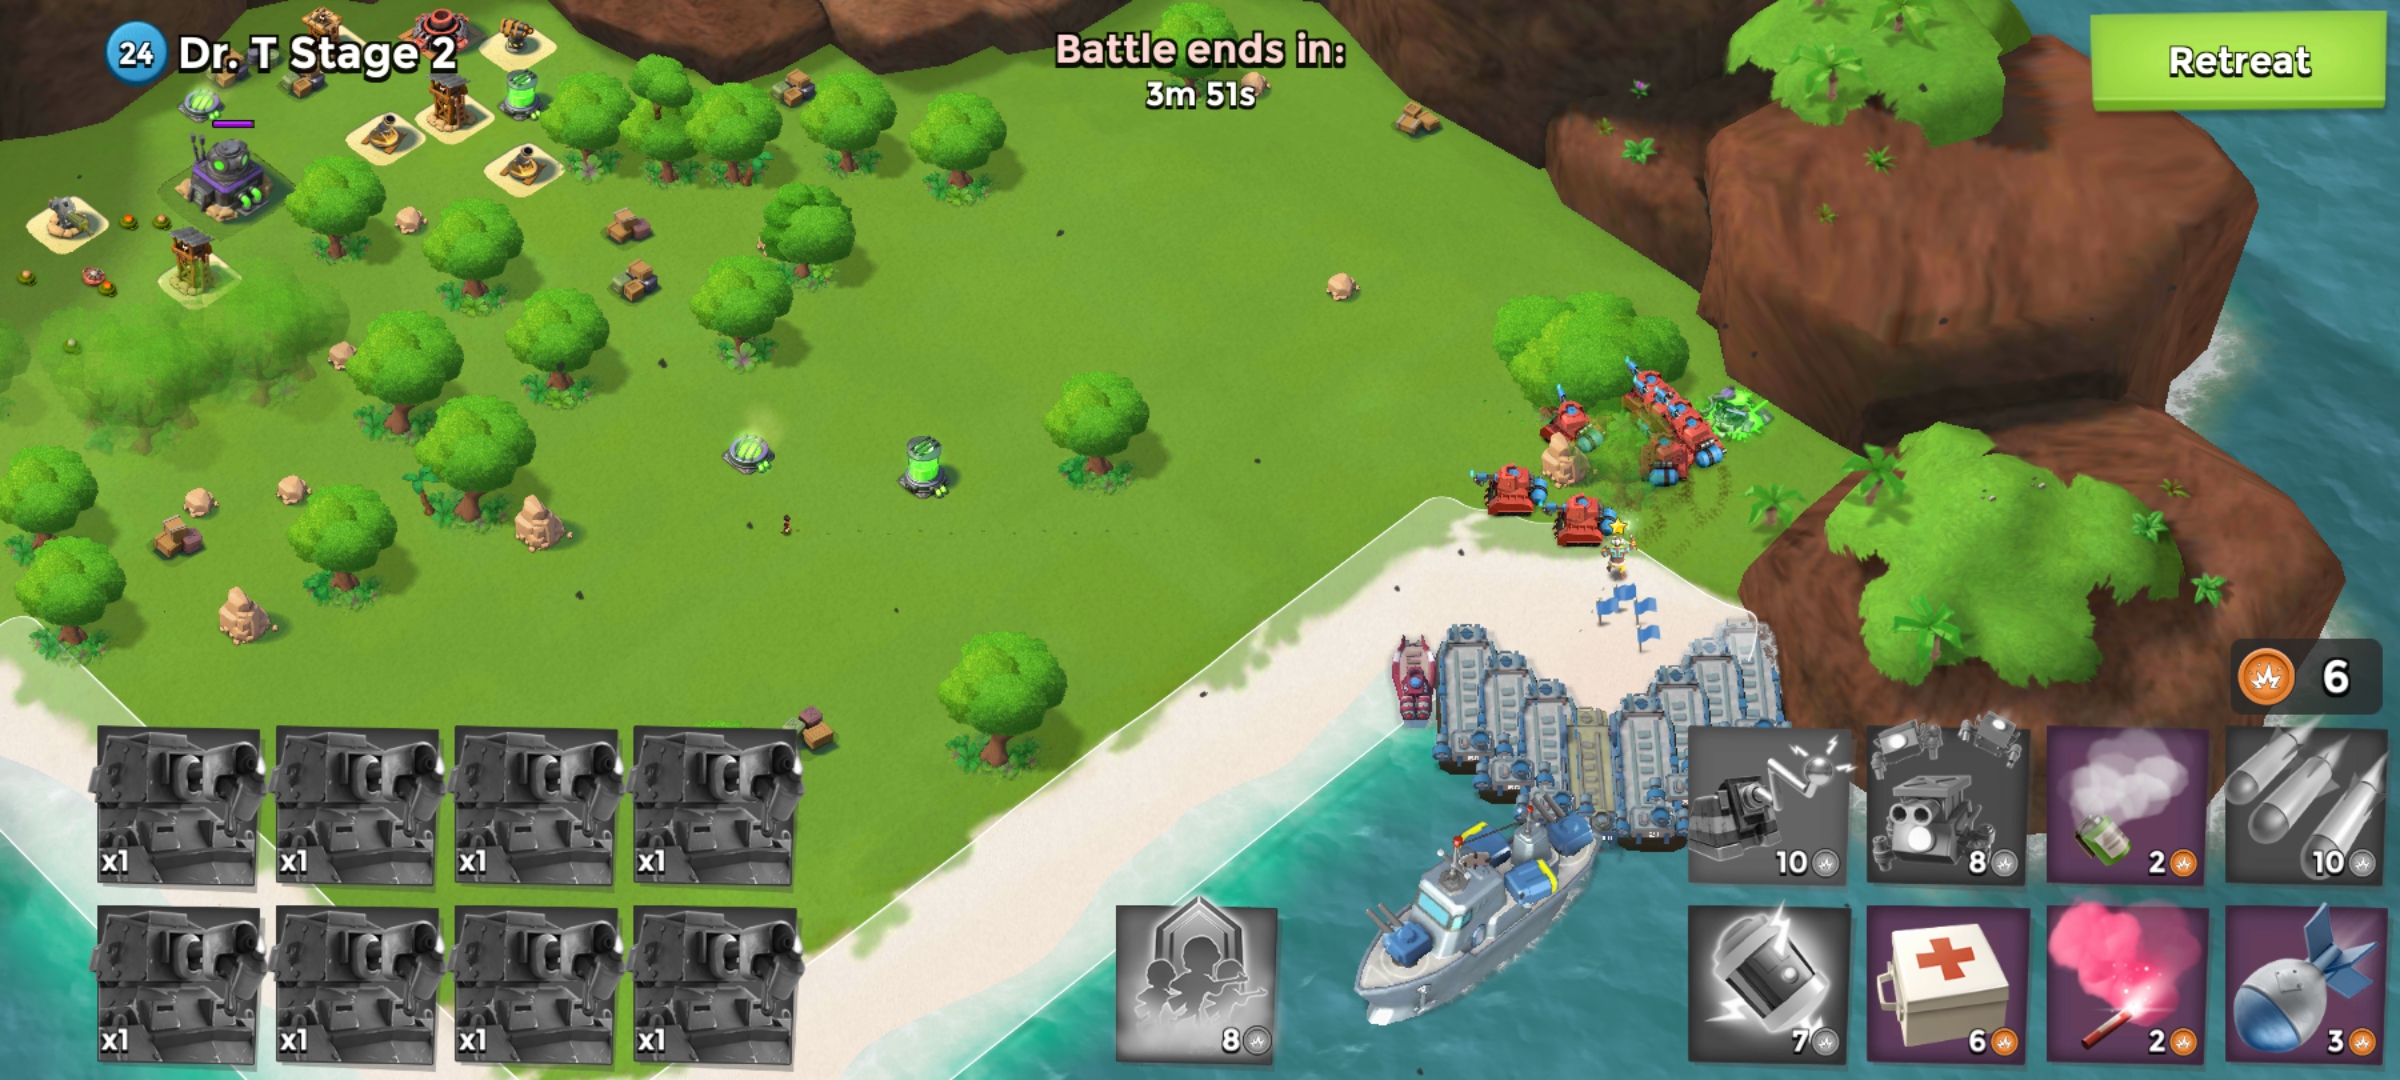 24 Dr. T Stage 2
Battle ends in:
3m 51s
Retreat
6
x1 x1 x1 x1
10 8 2 10
x1 x1 x1 x1
8 7 6 2 3